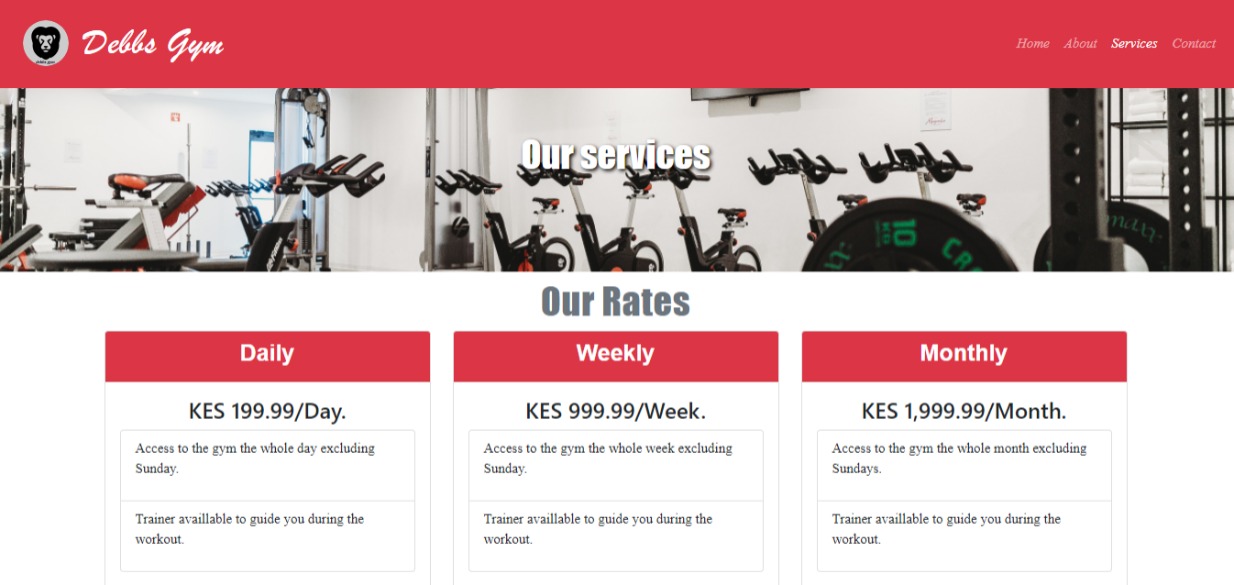 Debbs Gym
Home About Services Contact
Our services
10
KG
Our Rates
Daily
KES 199.99/Day.
Access to the gym the whole day excluding
Sunday.
Trainer availlable to guide you during the
workout.
Weekly
KES 999.99/Week.
Access to the gym the whole week excluding
Sunday.
Trainer availlable to guide you during the
workout.
Monthly
KES 1,999.99/Month.
Access to the gym the whole month excluding
Sundays.
Trainer availlable to guide you during the
workout.